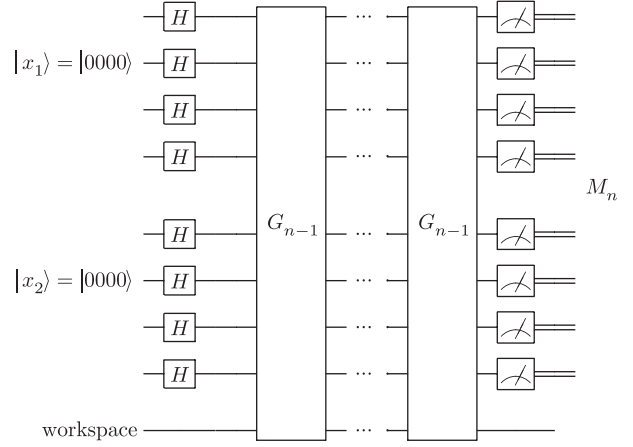 H
|x₁⟩ = |0000⟩ H
H
H
H
|x₂⟩ = |0000⟩ H
H
H
workspace
G_{n−1}
G_{n−1}
...
...
...
...
...
...
...
...
...
M_n